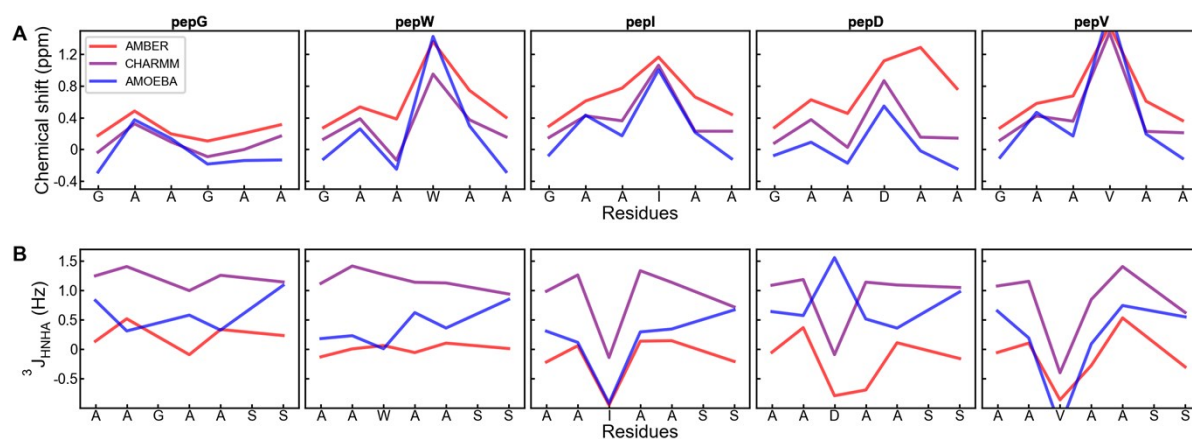 pepG pepW pepI pepD pepV
A
AMBER
CHARMM
AMOEBA
Chemical shift (ppm)
1.2
0.8
0.4
0
-0.4
G A A G A A G A A W A A G A A I A A G A A D A A G A A V A A
Residues
B
³J_HNHA (Hz)
1.5
1.0
0.5
0
-0.5
A A G A A S S A A W A A S S A A I A A S S A A D A A S S A A V A A S S
Residues